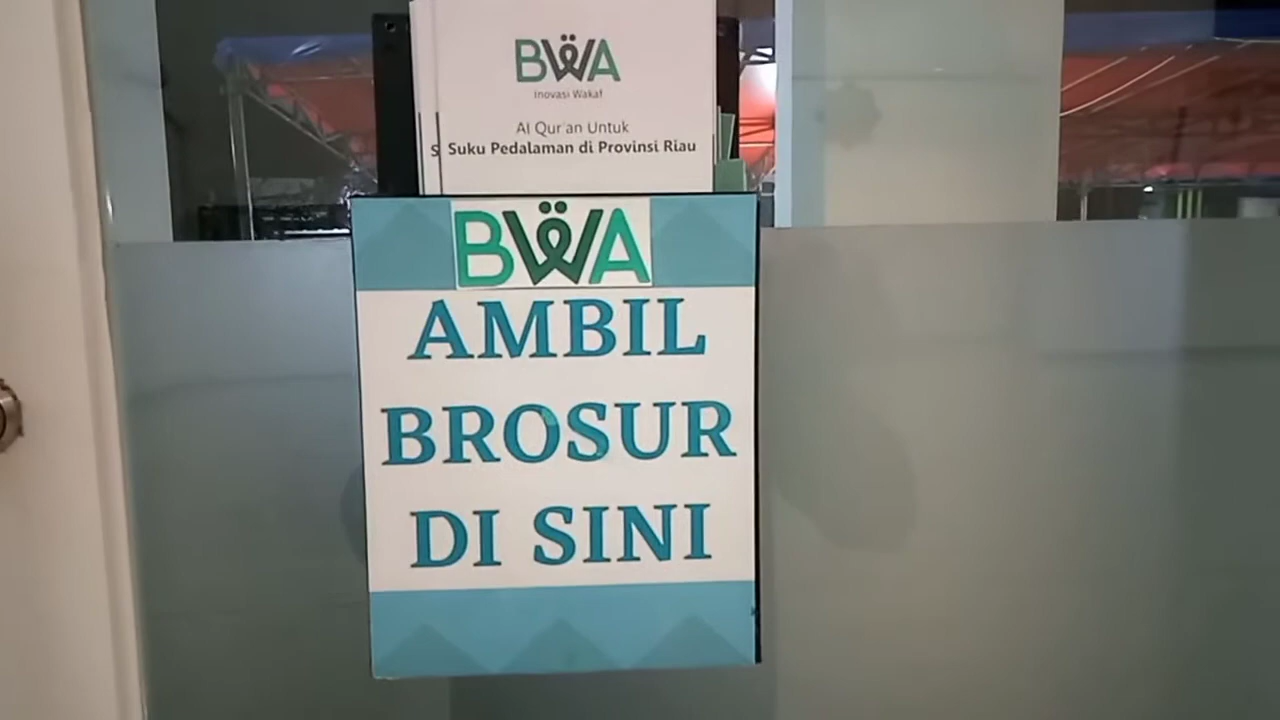 BWA
Inovasi Wakaf
Al Qur'an Untuk
Suku Pedalaman di Provinsi Riau
BWA
AMBIL
BROSUR
DI SINI